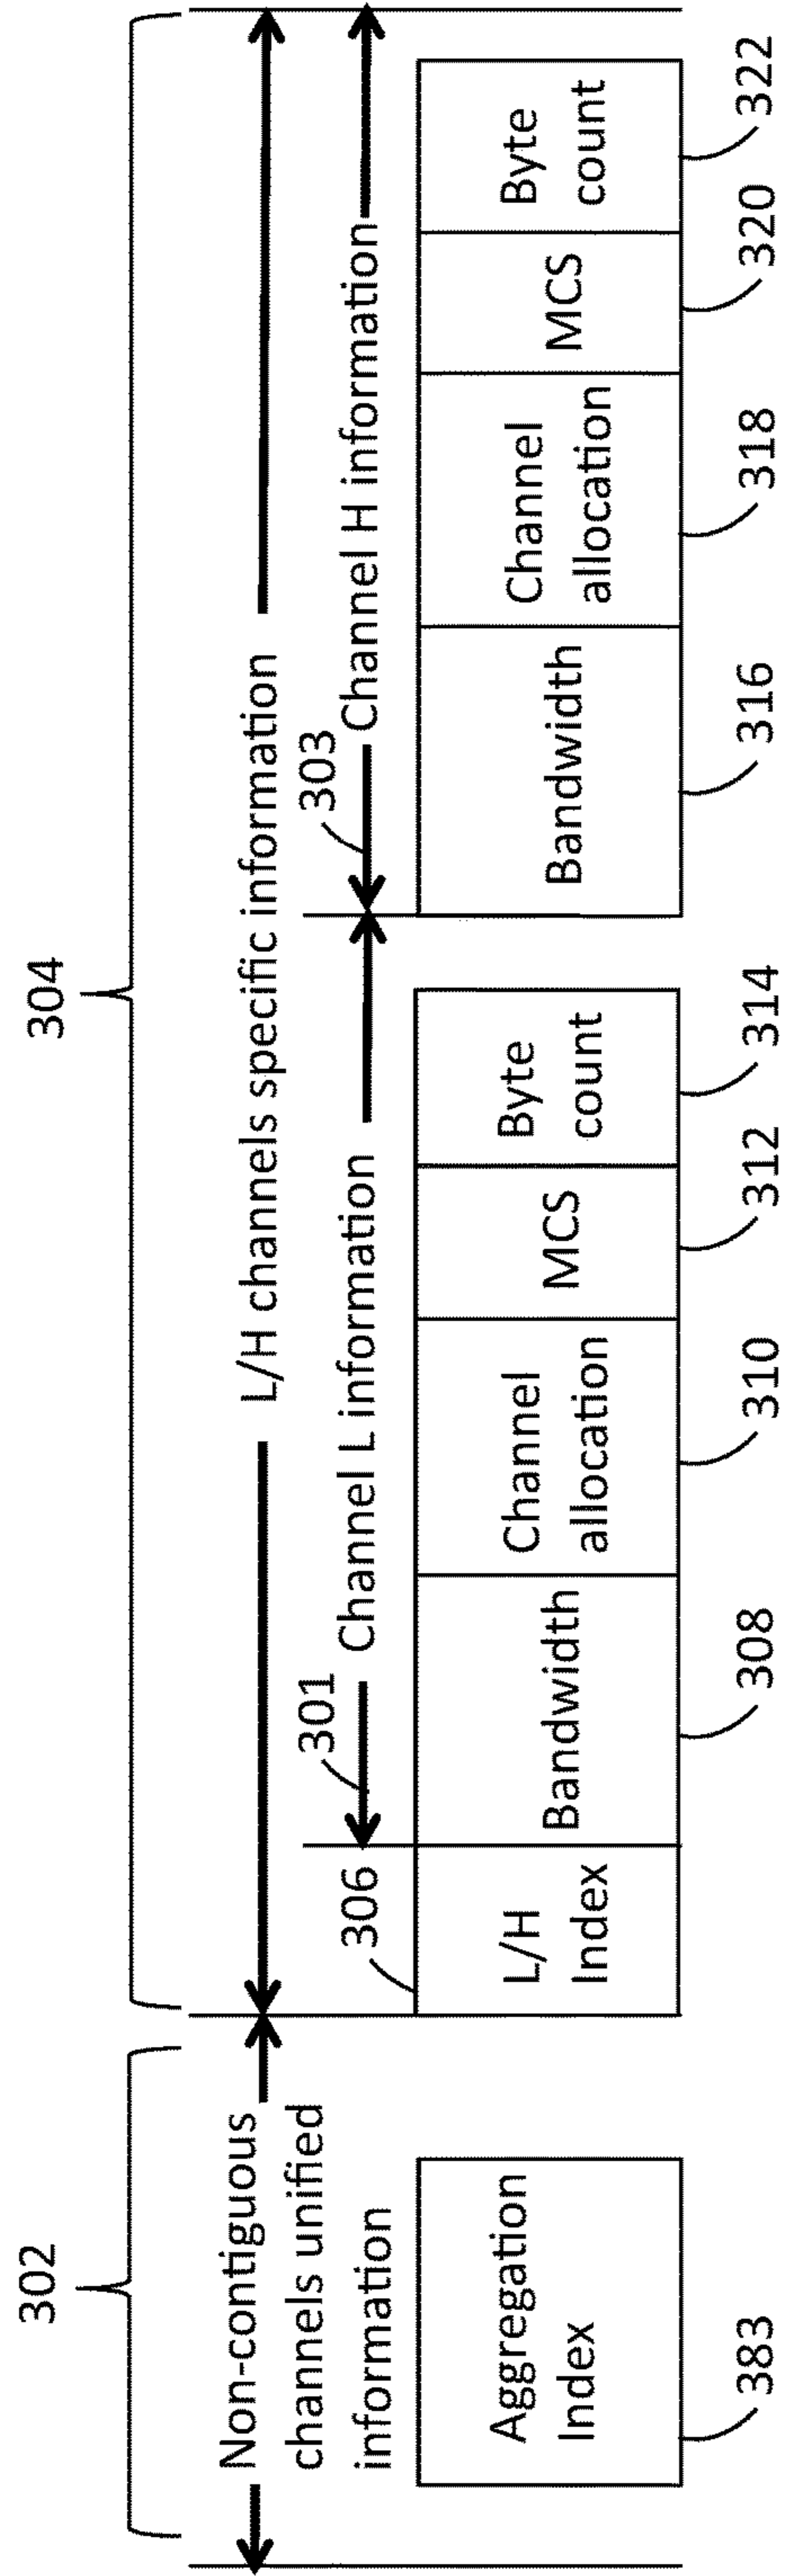 302
304
Non-contiguous
channels unified
information
L/H channels specific information
301
Channel L information
303
Channel H information
306
Aggregation
Index
L/H
Index
Bandwidth
Channel
allocation
MCS
Byte
count
Bandwidth
Channel
allocation
MCS
Byte
count
383
308
310
312
314
316
318
320
322